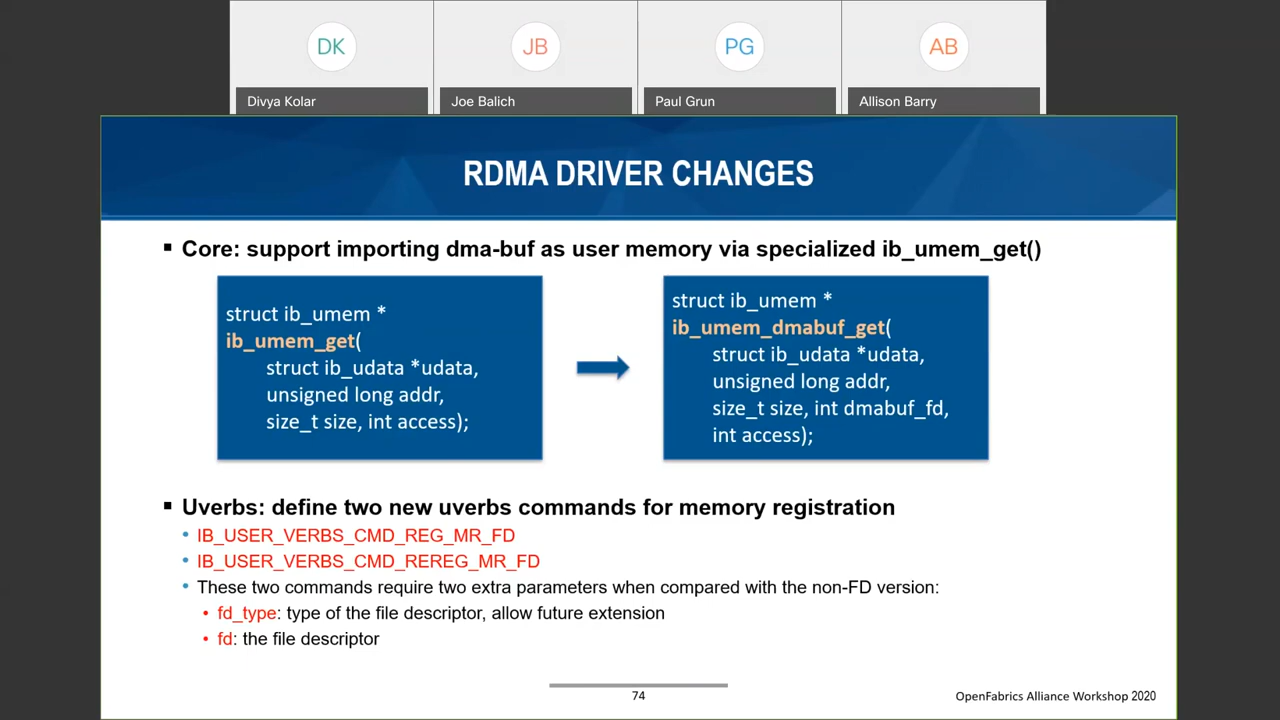 DK
JB
PG
AB
Divya Kolar
Joe Balich
Paul Grun
Allison Barry
RDMA DRIVER CHANGES
▪ Core: support importing dma-buf as user memory via specialized ib_umem_get()
struct ib_umem *
ib_umem_get(
struct ib_udata *udata,
unsigned long addr,
size_t size, int access);
struct ib_umem *
ib_umem_dmabuf_get(
struct ib_udata *udata,
unsigned long addr,
size_t size, int dmabuf_fd,
int access);
▪ Uverbs: define two new uverbs commands for memory registration
• IB_USER_VERBS_CMD_REG_MR_FD
• IB_USER_VERBS_CMD_REREG_MR_FD
• These two commands require two extra parameters when compared with the non-FD version:
• fd_type: type of the file descriptor, allow future extension
• fd: the file descriptor
74
OpenFabrics Alliance Workshop 2020